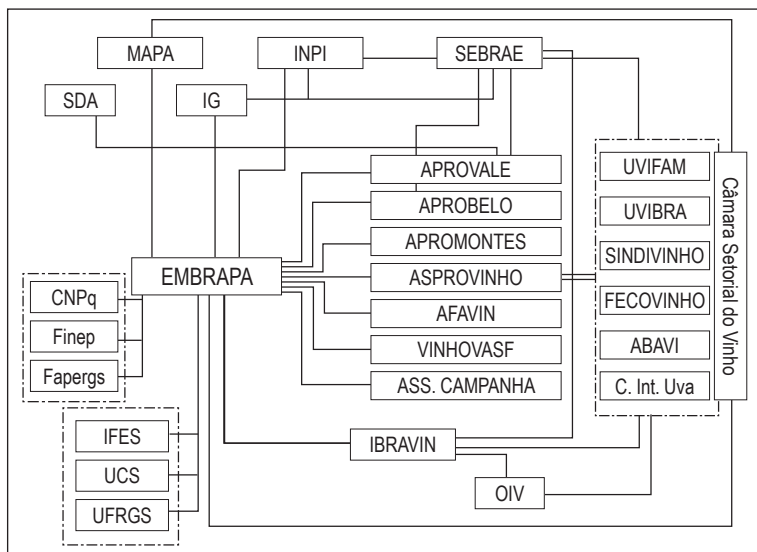 MAPA
INPI
SEBRAE
SDA
IG
APROVALE
APROBELO
APROMONTES
ASPROVINHO
AFAVIN
VINHOVASF
ASS. CAMPANHA
EMBRAPA
CNPq
Finep
Fapergs
IFES
UCS
UFRGS
IBRAVIN
OIV
UVIFAM
UVIBRA
SINDIVINHO
FECOVINHO
ABAVI
C. Int. Uva
Câmara Setorial do Vinho